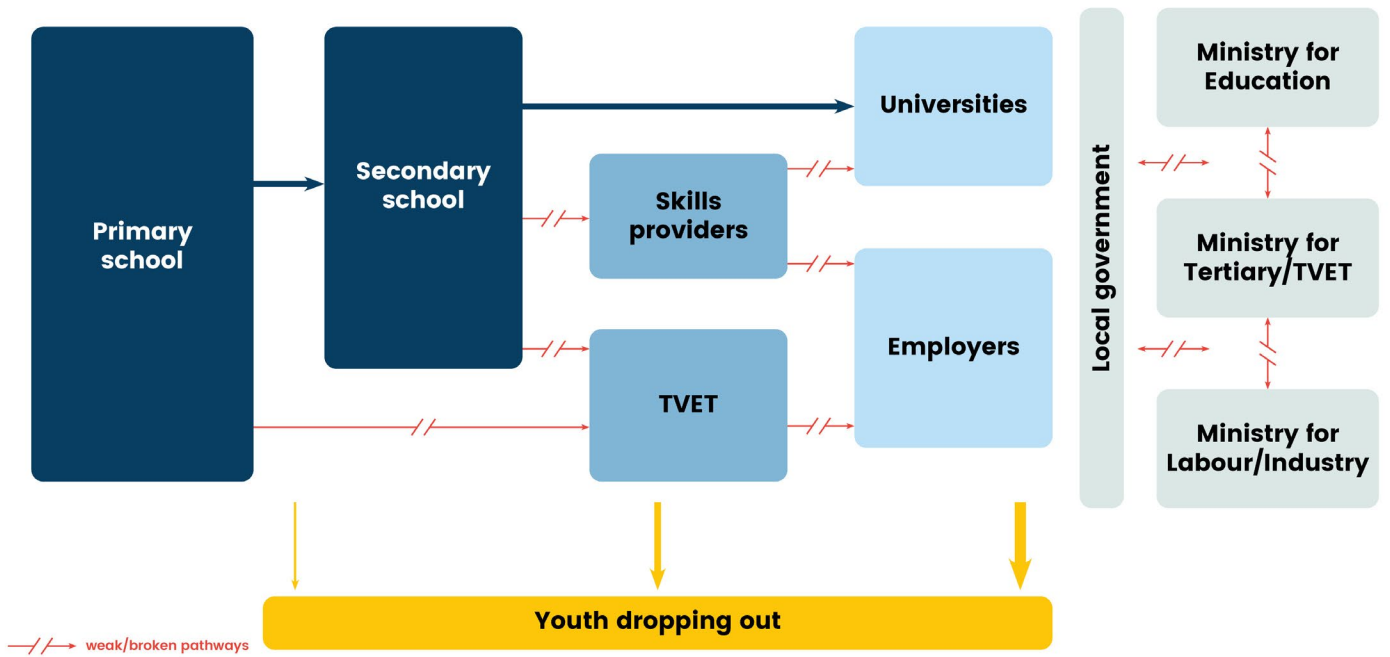 Primary
school
Secondary
school
Skills
providers
TVET
Universities
Employers
Local government
Ministry for
Education
Ministry for
Tertiary/TVET
Ministry for
Labour/Industry
Youth dropping out
weak/broken pathways